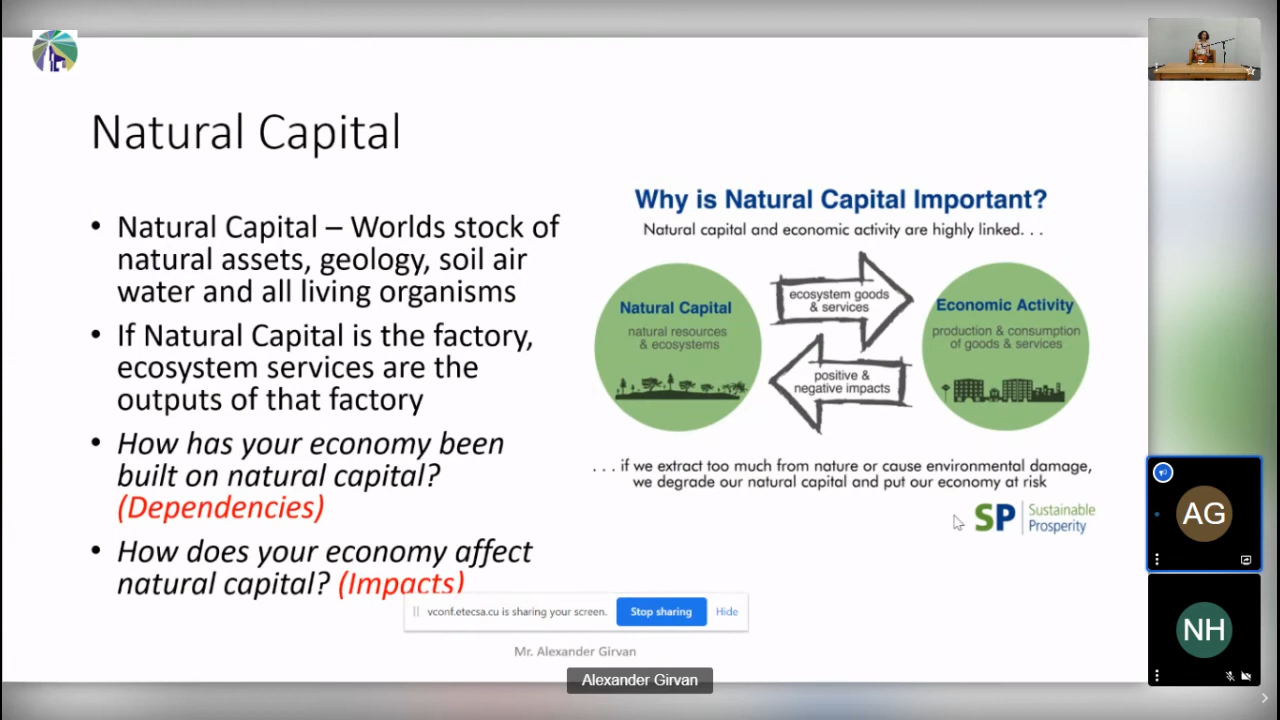 Natural Capital
• Natural Capital – Worlds stock of
natural assets, geology, soil air
water and all living organisms
• If Natural Capital is the factory,
ecosystem services are the
outputs of that factory
• How has your economy been
built on natural capital?
(Dependencies)
• How does your economy affect
natural capital? (Impacts)
Why is Natural Capital Important?
Natural capital and economic activity are highly linked. . .
Natural Capital
natural resources
& ecosystems
ecosystem goods
& services
positive &
negative impacts
Economic Activity
production & consumption
of goods & services
. . . if we extract too much from nature or cause environmental damage,
we degrade our natural capital and put our economy at risk
SP Sustainable
Prosperity
vconf.etecsa.cu is sharing your screen. Stop sharing Hide
Mr. Alexander Girvan
Alexander Girvan
AG
NH